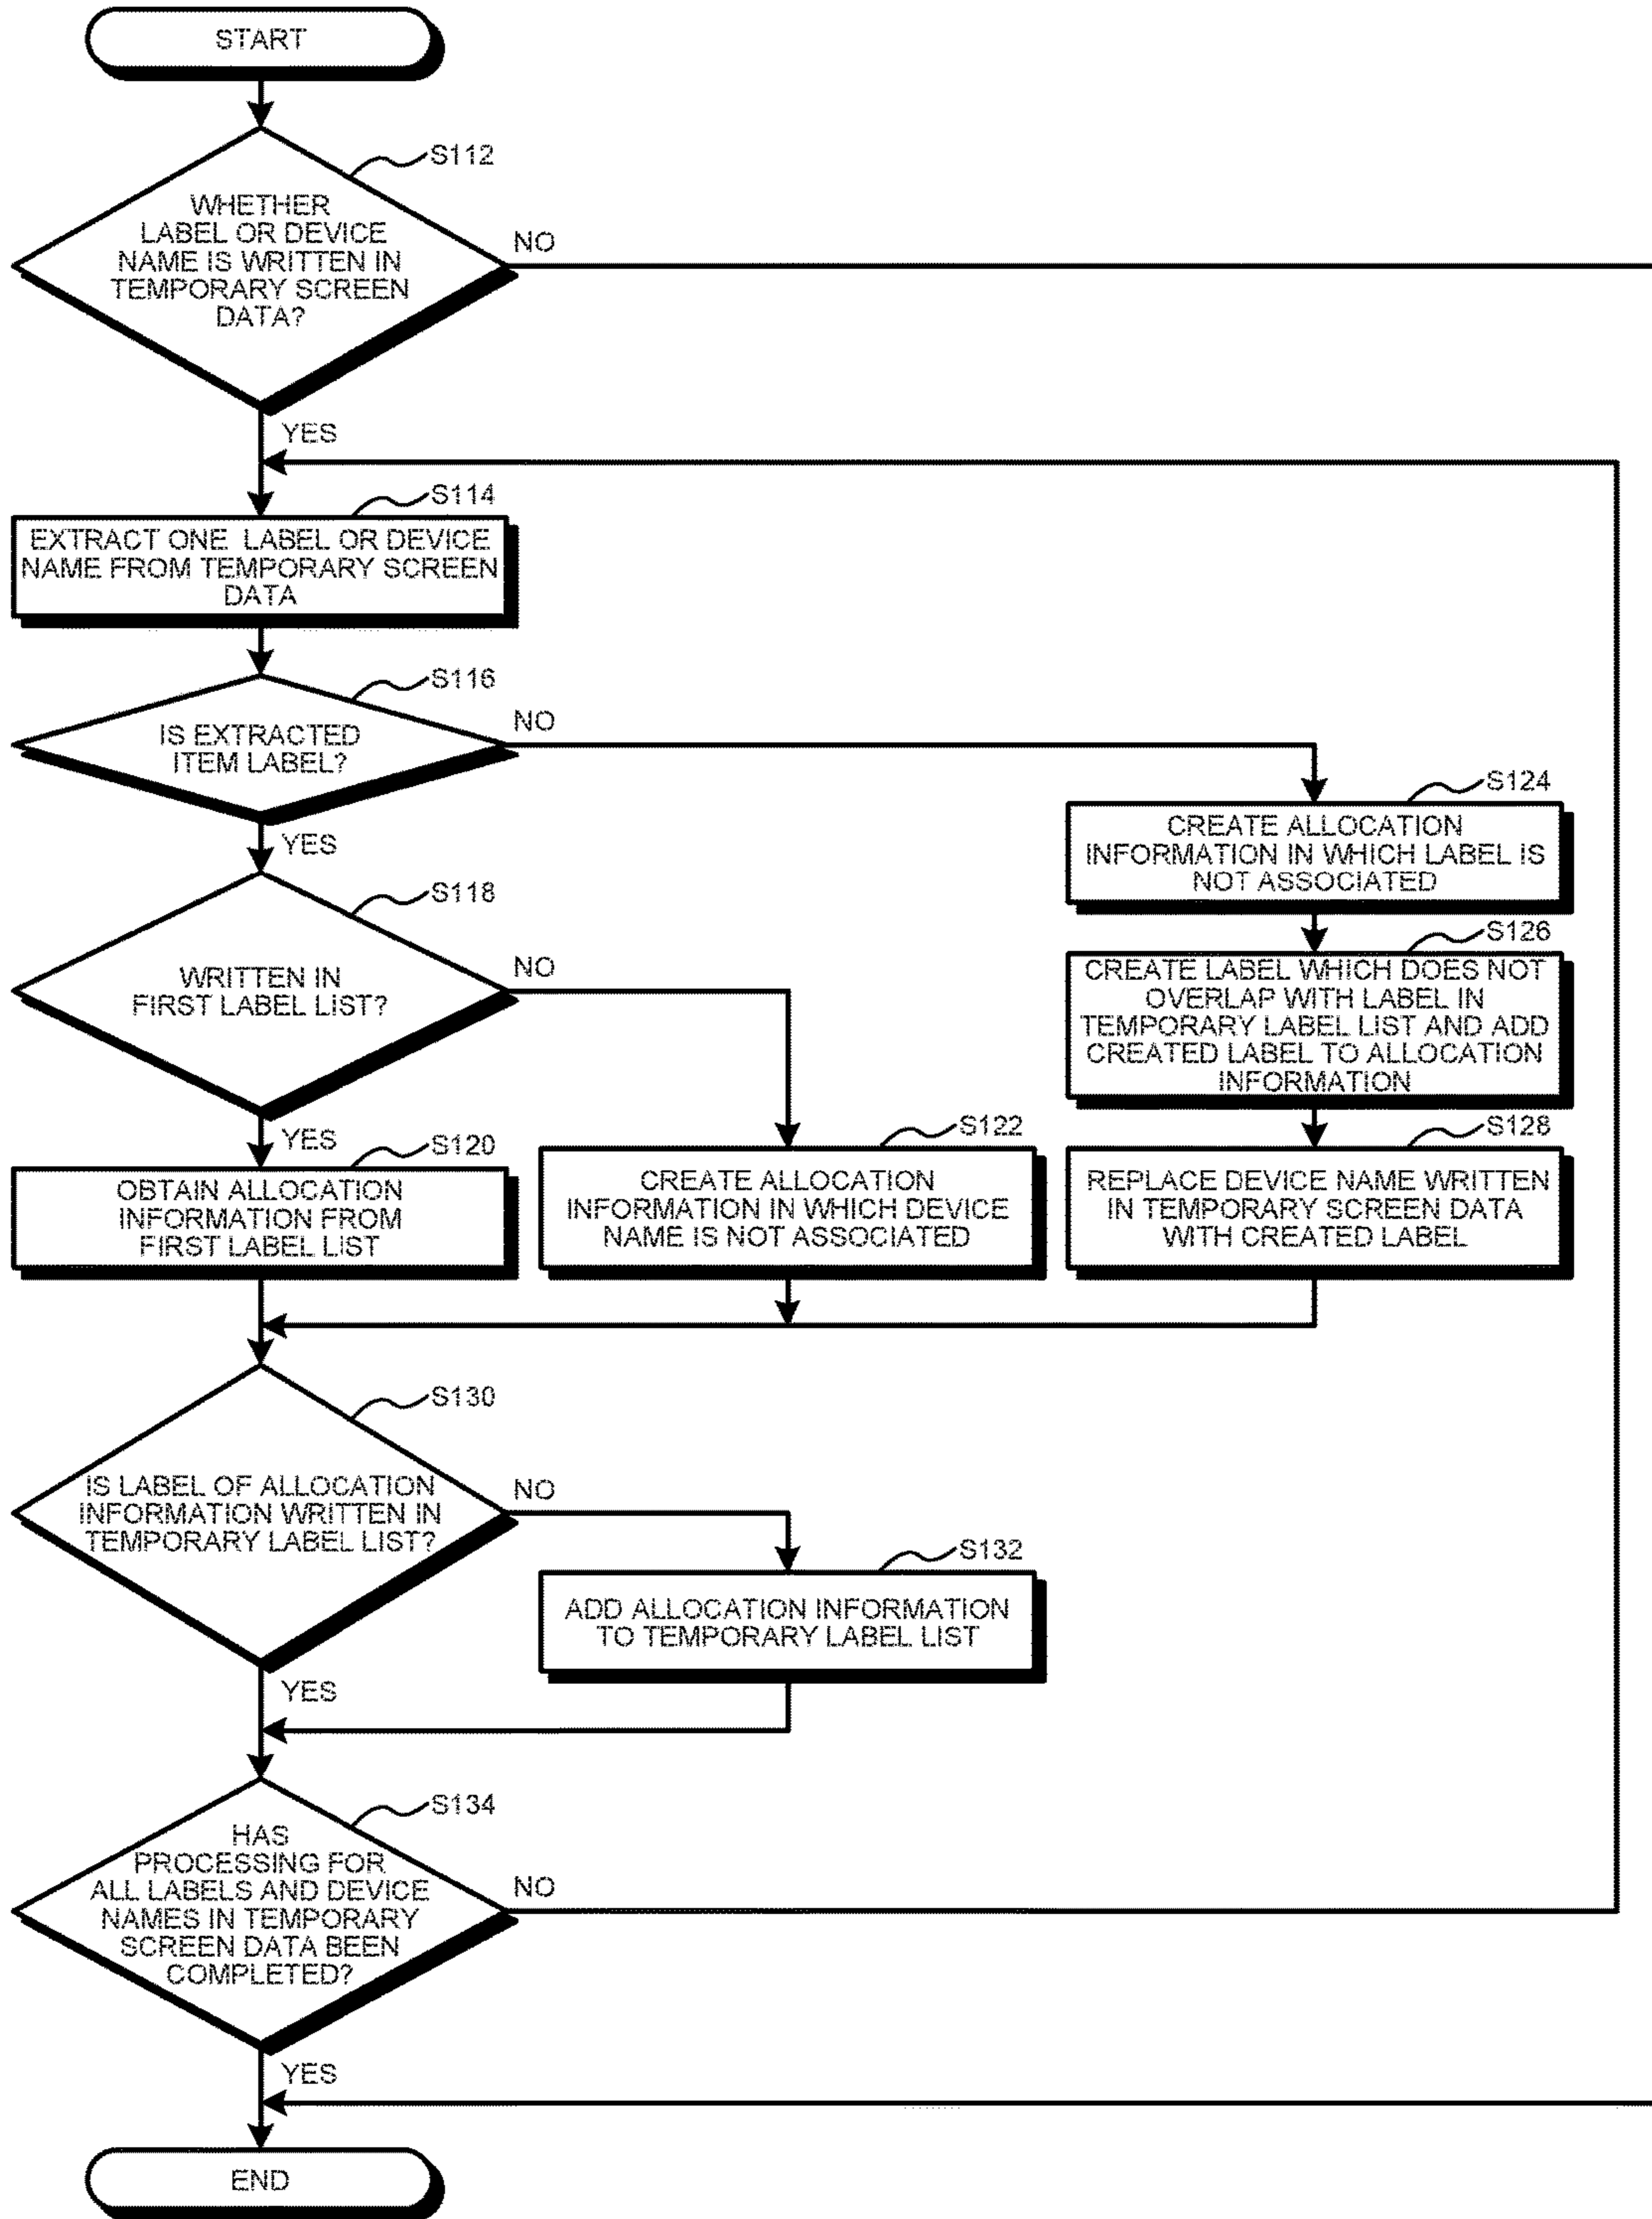 START
S112
WHETHER
LABEL OR DEVICE
NAME IS WRITTEN IN
TEMPORARY SCREEN
DATA?
NO
YES
S114
EXTRACT ONE LABEL OR DEVICE
NAME FROM TEMPORARY SCREEN
DATA
S116
IS EXTRACTED
ITEM LABEL?
NO
YES
S124
CREATE ALLOCATION
INFORMATION IN WHICH LABEL IS
NOT ASSOCIATED
S118
WRITTEN IN
FIRST LABEL LIST?
NO
YES
S126
CREATE LABEL WHICH DOES NOT
OVERLAP WITH LABEL IN
TEMPORARY LABEL LIST AND ADD
CREATED LABEL TO ALLOCATION
INFORMATION
S120
OBTAIN ALLOCATION
INFORMATION FROM
FIRST LABEL LIST
S122
CREATE ALLOCATION
INFORMATION IN WHICH DEVICE
NAME IS NOT ASSOCIATED
S128
REPLACE DEVICE NAME WRITTEN
IN TEMPORARY SCREEN DATA
WITH CREATED LABEL
S130
IS LABEL OF ALLOCATION
INFORMATION WRITTEN IN
TEMPORARY LABEL LIST?
NO
YES
S132
ADD ALLOCATION INFORMATION
TO TEMPORARY LABEL LIST
S134
HAS
PROCESSING FOR
ALL LABELS AND DEVICE
NAMES IN TEMPORARY
SCREEN DATA BEEN
COMPLETED?
NO
YES
END